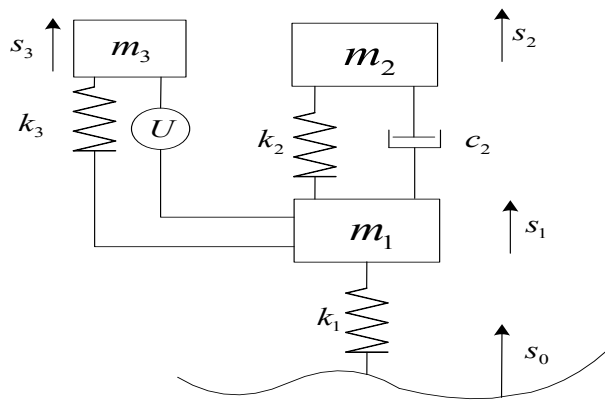 s₃
m₃
m₂
s₂
k₃
U
k₂
c₂
m₁
s₁
k₁
s₀